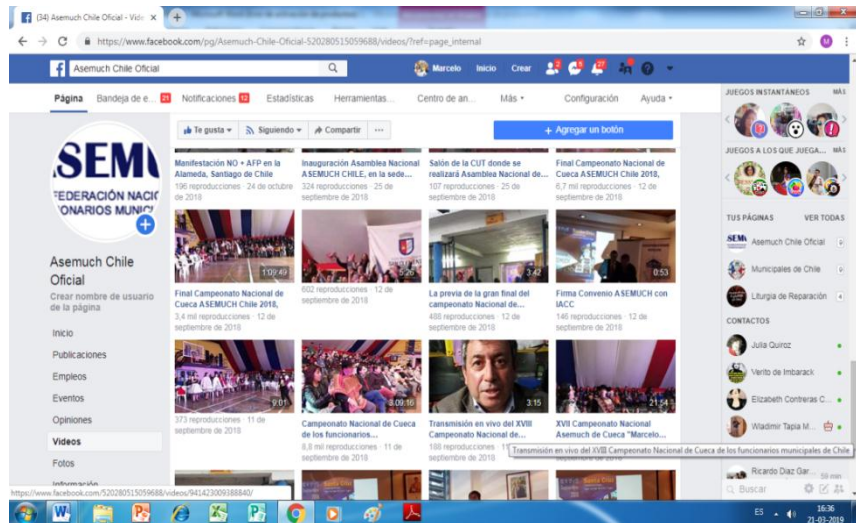 (34) Asemuch Chile Oficial - Vide
https://www.facebook.com/pg/Asemuch-Chile-Oficial-520280515059688/videos/?ref=page_internal
Asemuch Chile Oficial
Marcelo Inicio Crear
Página Bandeja de e... 21 Notificaciones 12 Estadísticas Herramientas... Centro de an... Más Configuración Ayuda
Te gusta Siguiendo Compartir ...
+ Agregar un botón
ASEMU
FEDERACIÓN NACIO
Asemuch Chile
Oficial
Crear nombre de usuario
de la página
Inicio
Publicaciones
Empleos
Eventos
Opiniones
Videos
Fotos
Información
Manifestación NO + AFP en la
Alameda, Santiago de Chile
196 reproducciones · 24 de octubre
de 2018
Inauguración Asamblea Nacional
ASEMUCH CHILE, en la sede...
324 reproducciones · 25 de
septiembre de 2018
Salón de la CUT donde se
realizará Asamblea Nacional de...
107 reproducciones · 25 de
septiembre de 2018
Final Campeonato Nacional de
Cueca ASEMUCH Chile 2018,
6,7 mil reproducciones · 12 de
septiembre de 2018
1:09:49
Final Campeonato Nacional de
Cueca ASEMUCH Chile 2018,
3,4 mil reproducciones · 12 de
septiembre de 2018
5:26
602 reproducciones · 12 de
septiembre de 2018
3:42
La previa de la gran final del
campeonato Nacional de...
488 reproducciones · 12 de
septiembre de 2018
0:53
Firma Convenio ASEMUCH con
IACC
146 reproducciones · 12 de
septiembre de 2018
9:01
373 reproducciones · 11 de
septiembre de 2018
3:09:16
Campeonato Nacional de Cueca
de los funcionarios...
8,8 mil reproducciones · 11 de
septiembre de 2018
3:15
Transmisión en vivo del XVIII
Campeonato Nacional de...
188 reproducciones · 11
septiembre de 2018
21:54
XVII Campeonato Nacional
Asemuch de Cueca "Marcelo...
Transmisión en vivo del XVIII Campeonato Nacional de Cueca de los funcionarios municipales de Chile
JUEGOS INSTANTÁNEOS MÁS
JUEGOS A LOS QUE JUEGA... MÁS
TUS PÁGINAS VER TODAS
Asemuch Chile Oficial
Municipales de Chile
Liturgia de Reparación 4
CONTACTOS
Julia Quiroz
Verito de Imbarack
Elizabeth Contreras C...
Wladimir Tapia M...
Ricardo Diaz Gar... 59 min
Buscar
https://www.facebook.com/520280515059688/videos/941423009388840/
ES
16:36
21-03-2019